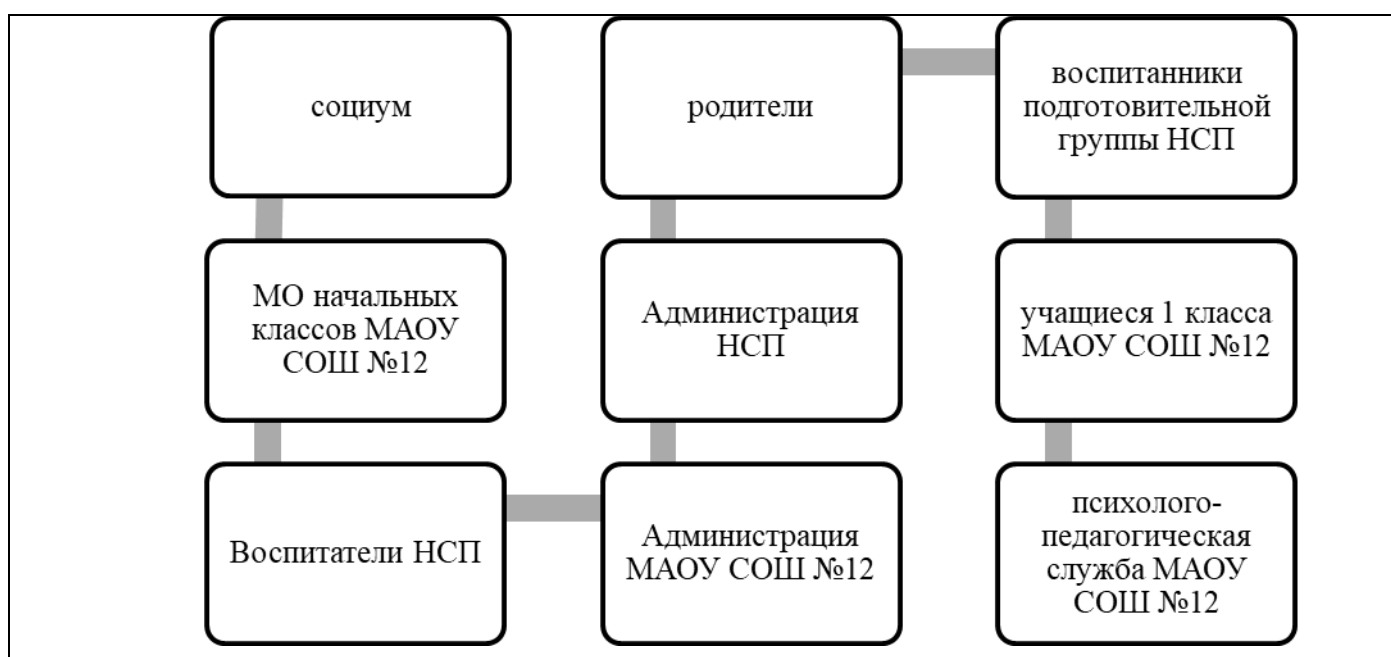 социум
родители
воспитанники
подготовительной
группы НСП
МО начальных
классов МАОУ
СОШ №12
Администрация
НСП
учащиеся 1 класса
МАОУ СОШ №12
Воспитатели НСП
Администрация
МАОУ СОШ №12
психолого-
педагогическая
служба МАОУ
СОШ №12